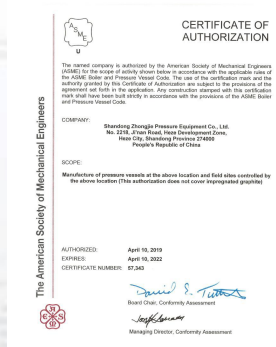 ASME
U
CERTIFICATE OF
AUTHORIZATION
The named company is authorized by the American Society of Mechanical Engineers
(ASME) for the scope of activity shown below in accordance with the applicable rules of
the ASME Boiler and Pressure Vessel Code. The use of the certification mark and the
authority granted by this Certificate of Authorization are subject to the provisions of the
agreement set forth in the application. Any construction stamped with this certification
mark shall have been built strictly in accordance with the provisions of the ASME Boiler
and Pressure Vessel Code.
COMPANY:
Shandong Zhongjie Pressure Equipment Co., Ltd.
No. 2218, Ji'nan Road, Heze Development Zone,
Heze City, Shandong Province 274000
People's Republic of China
SCOPE:
Manufacture of pressure vessels at the above location and field sites controlled by
the above location (This authorization does not cover impregnated graphite)
AUTHORIZED: April 10, 2019
EXPIRES: April 10, 2022
CERTIFICATE NUMBER: 57,343
Board Chair, Conformity Assessment
Managing Director, Conformity Assessment
The American Society of Mechanical Engineers